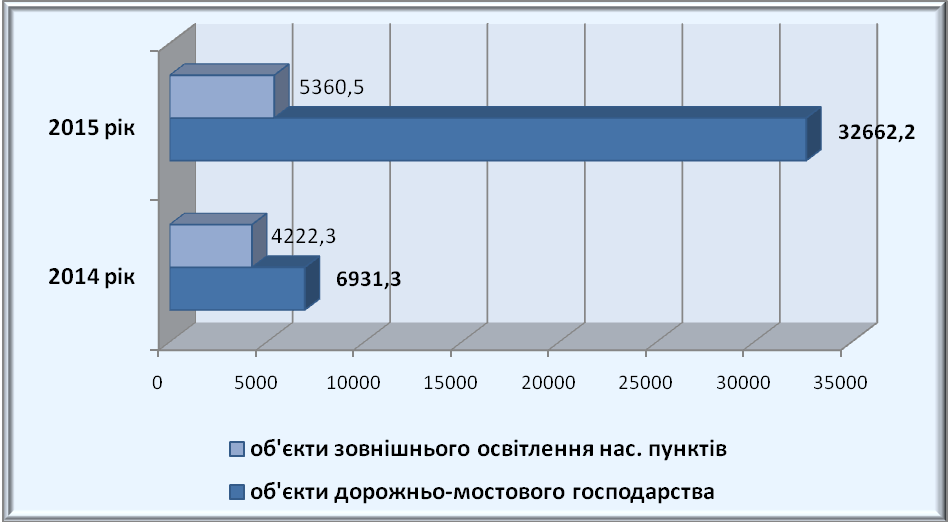 5360,5
2015 рік
32662,2
4222,3
2014 рік
6931,3
0 5000 10000 15000 20000 25000 30000 35000
об'єкти зовнішнього освітлення нас. пунктів
об'єкти дорожньо-мостового господарства